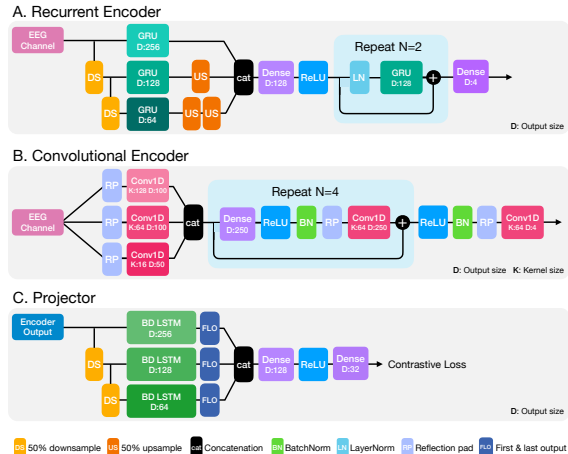 A. Recurrent Encoder
EEG
Channel
GRU
D:256
DS
GRU
D:128
US
DS
GRU
D:64
US
US
cat
Dense
D:128
ReLU
Repeat N=2
LN
GRU
D:128
+
Dense
D:4
D: Output size
B. Convolutional Encoder
EEG
Channel
RP
Conv1D
K:128 D:100
RP
Conv1D
K:64 D:100
RP
Conv1D
K:16 D:50
cat
Repeat N=4
Dense
D:250
ReLU
BN
RP
Conv1D
K:64 D:250
+
ReLU
BN
RP
Conv1D
K:64 D:4
D: Output size K: Kernel size
C. Projector
Encoder
Output
BD LSTM
D:256
FLO
DS
BD LSTM
D:128
FLO
DS
BD LSTM
D:64
FLO
cat
Dense
D:128
ReLU
Dense
D:32
Contrastive Loss
D: Output size
DS 50% downsample US 50% upsample cat Concatenation BN BatchNorm LN LayerNorm RP Reflection pad FLO First & last output